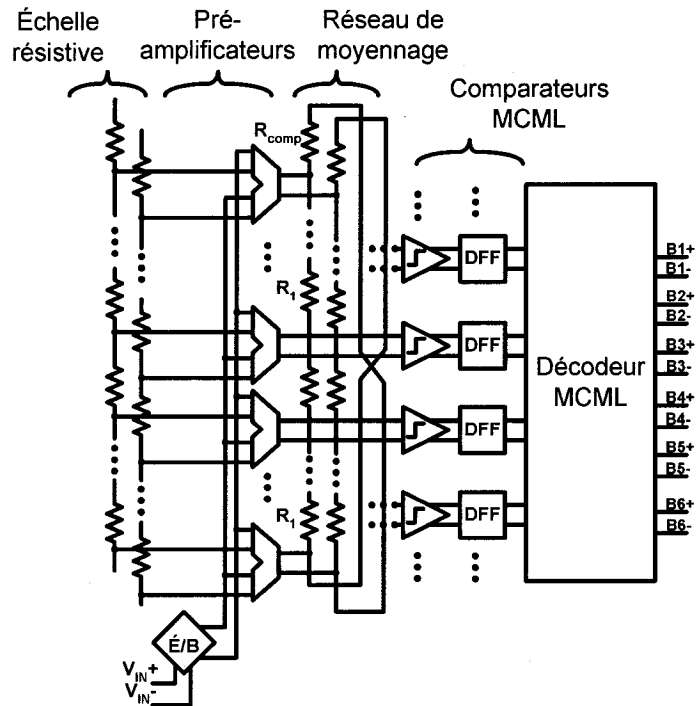 Échelle
résistive
Pré-
amplificateurs
Réseau de
moyennage
Comparateurs
MCML
R_comp
R_1
R_1
DFF
DFF
DFF
DFF
Décodeur
MCML
B1+
B1-
B2+
B2-
B3+
B3-
B4+
B4-
B5+
B5-
B6+
B6-
É/B
V_IN+
V_IN-